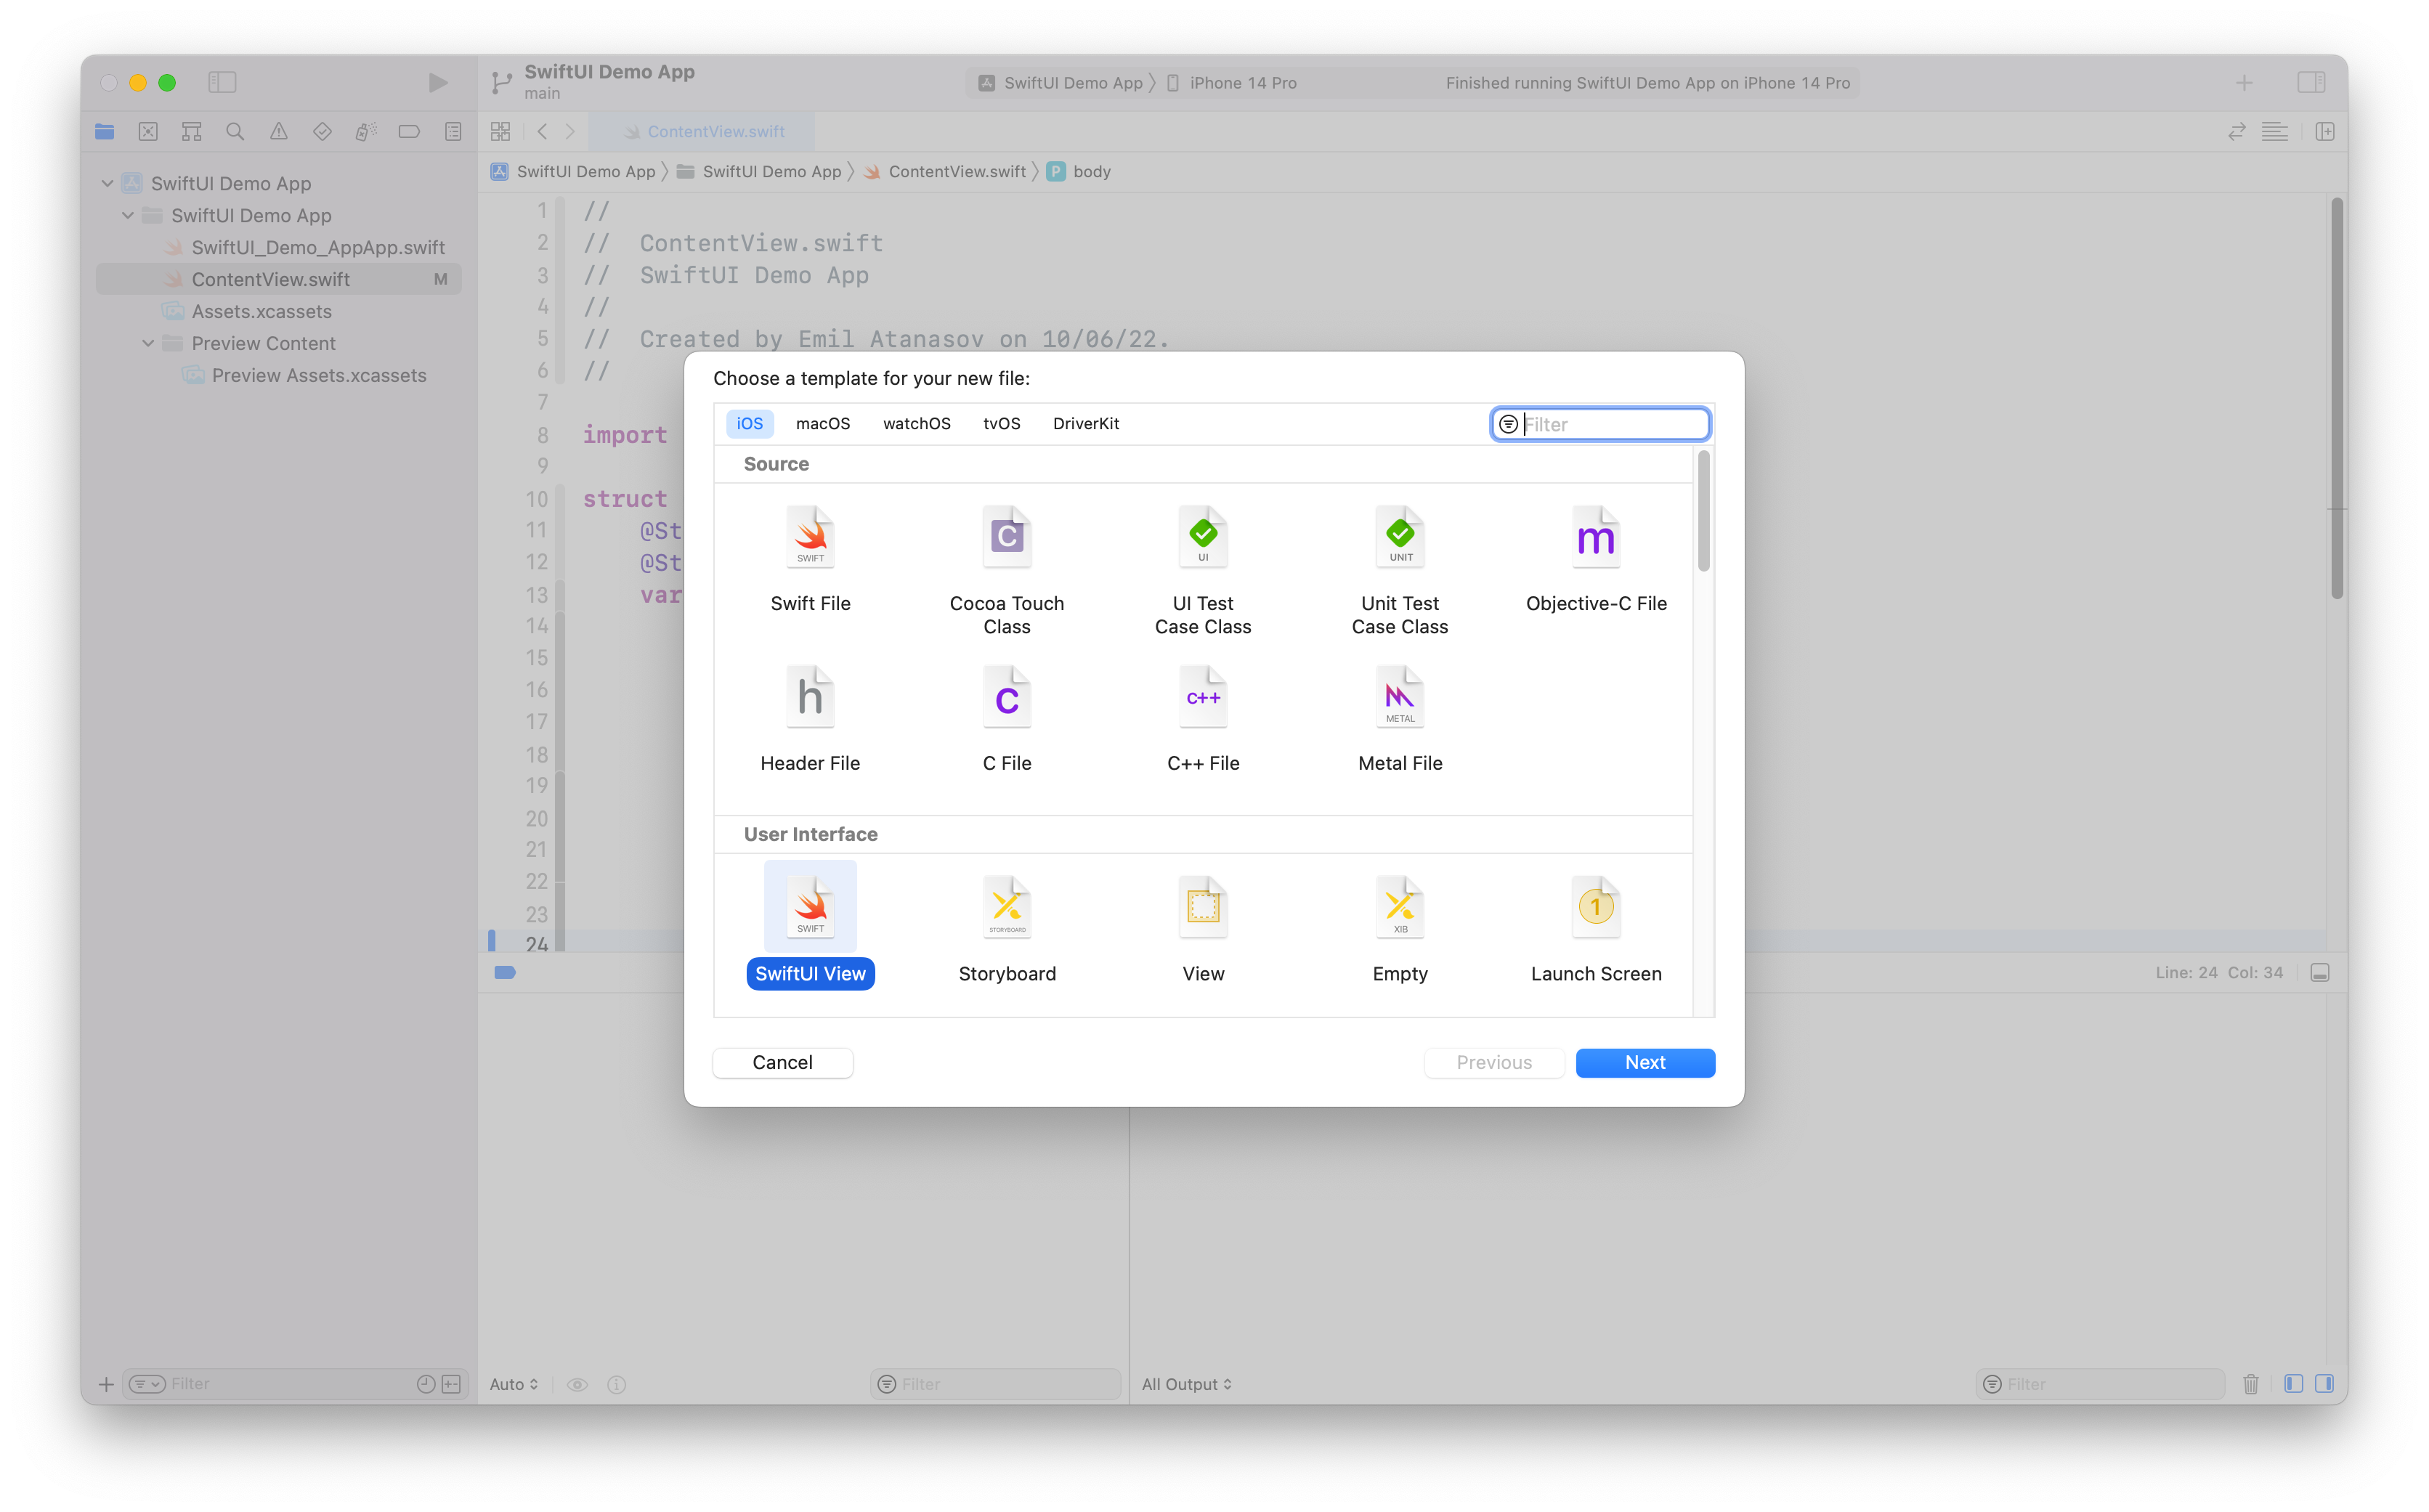 SwiftUI Demo App
main
SwiftUI Demo App
iPhone 14 Pro
Finished running SwiftUI Demo App on iPhone 14 Pro
ContentView.swift
SwiftUI Demo App
SwiftUI Demo App
ContentView.swift
P
body
SwiftUI Demo App
SwiftUI Demo App
SwiftUI_Demo_AppApp.swift
ContentView.swift M
Assets.xcassets
Preview Content
Preview Assets.xcassets
1 //
2 // ContentView.swift
3 // SwiftUI Demo App
4 //
5 // Created by Emil Atanasov on 10/06/22.
6 //
7
8 import
9
10 struct
11 @St
12 @St
13 var
14
15
16
17
18
19
20
21
22
23
24
Choose a template for your new file:
iOS macOS watchOS tvOS DriverKit Filter
Source
SWIFT
C
UI
UNIT
m
Swift File
Cocoa Touch
Class
UI Test
Case Class
Unit Test
Case Class
Objective-C File
h
C
C++
METAL
Header File
C File
C++ File
Metal File
User Interface
SWIFT
STORYBOARD
XIB
1
SwiftUI View
Storyboard
View
Empty
Launch Screen
Cancel
Previous
Next
Line: 24 Col: 34
Filter
Auto
Filter
All Output
Filter